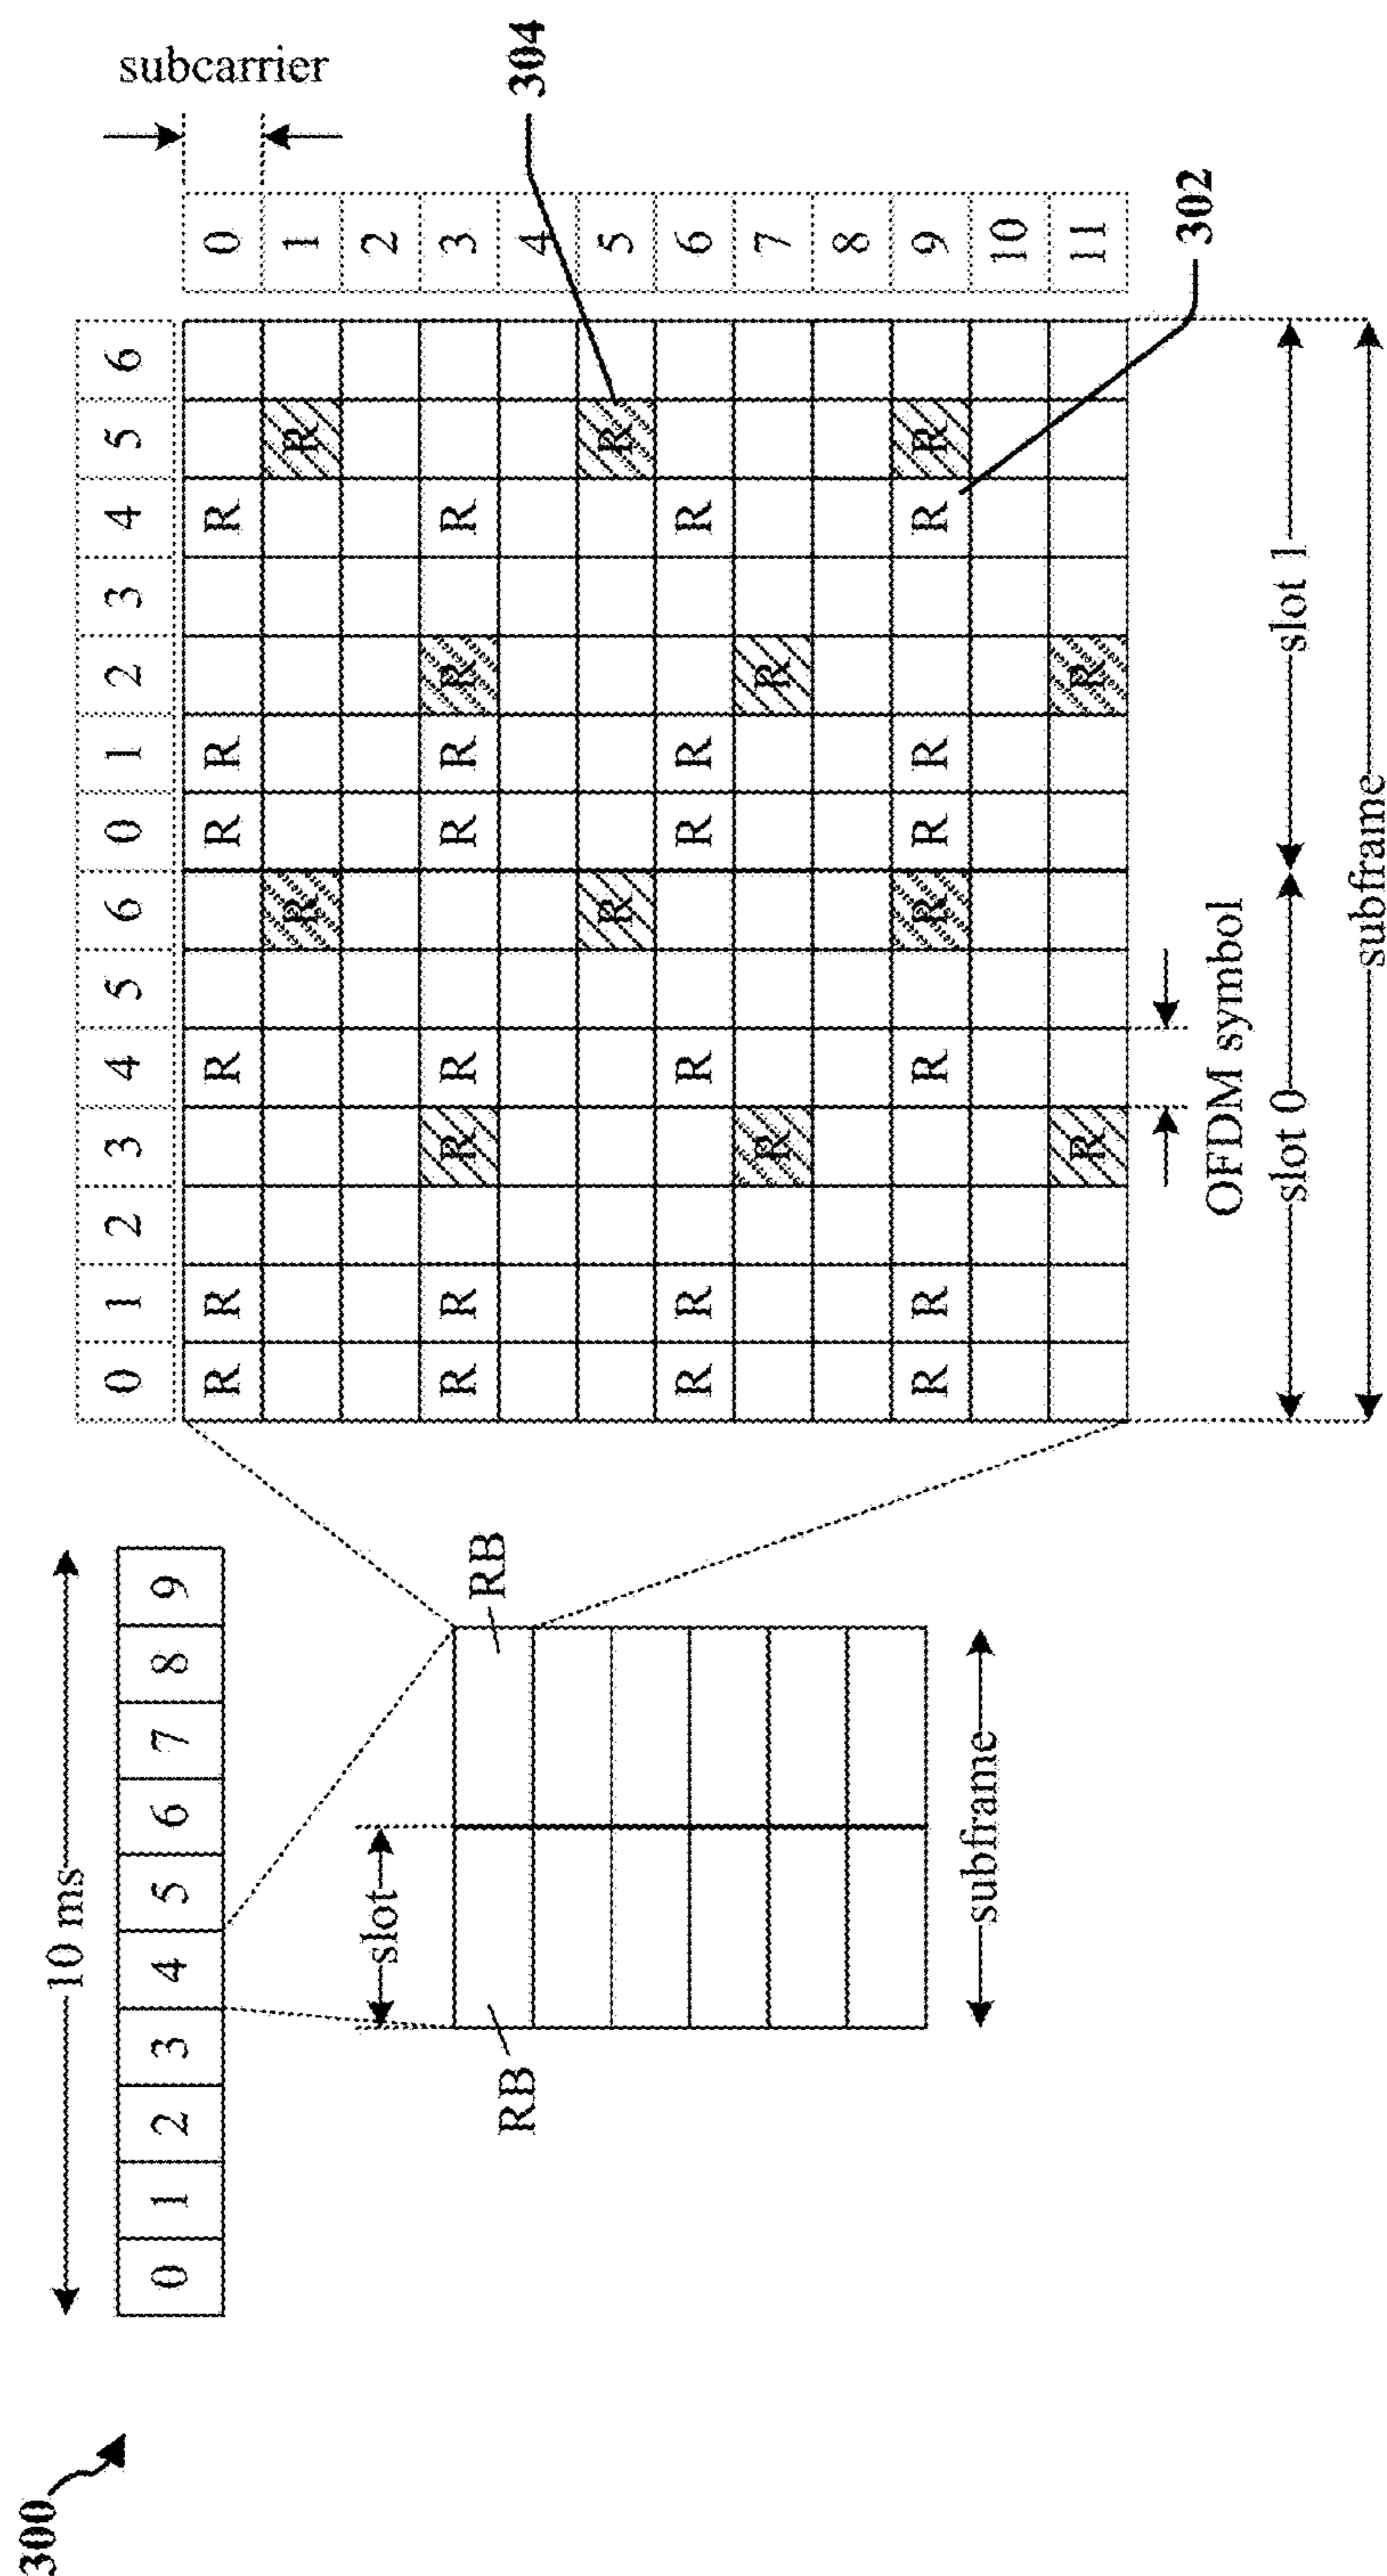 300
10 ms
0 1 2 3 4 5 6 7 8 9
subcarrier
0 1 2 3 4 5 6 0 1 2 3 4 5 6
R R R R R R 0
R R 1
2
R R R R R R R R 3
4
R R 5
R R R R R R 6
R R 7
8
R R R R R R R R 9
10
R R 11
304
302
slot
RB
RB
subframe
OFDM symbol
slot 0
slot 1
subframe